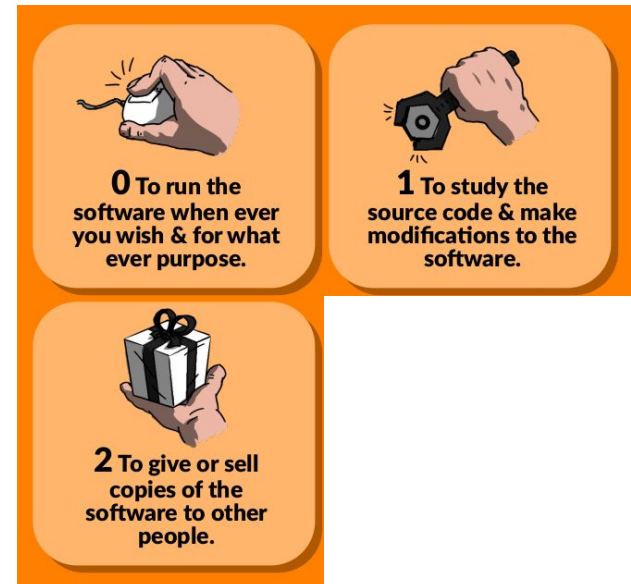 0 To run the
software when ever
you wish & for what
ever purpose.
1 To study the
source code & make
modifications to the
software.
2 To give or sell
copies of the
software to other
people.